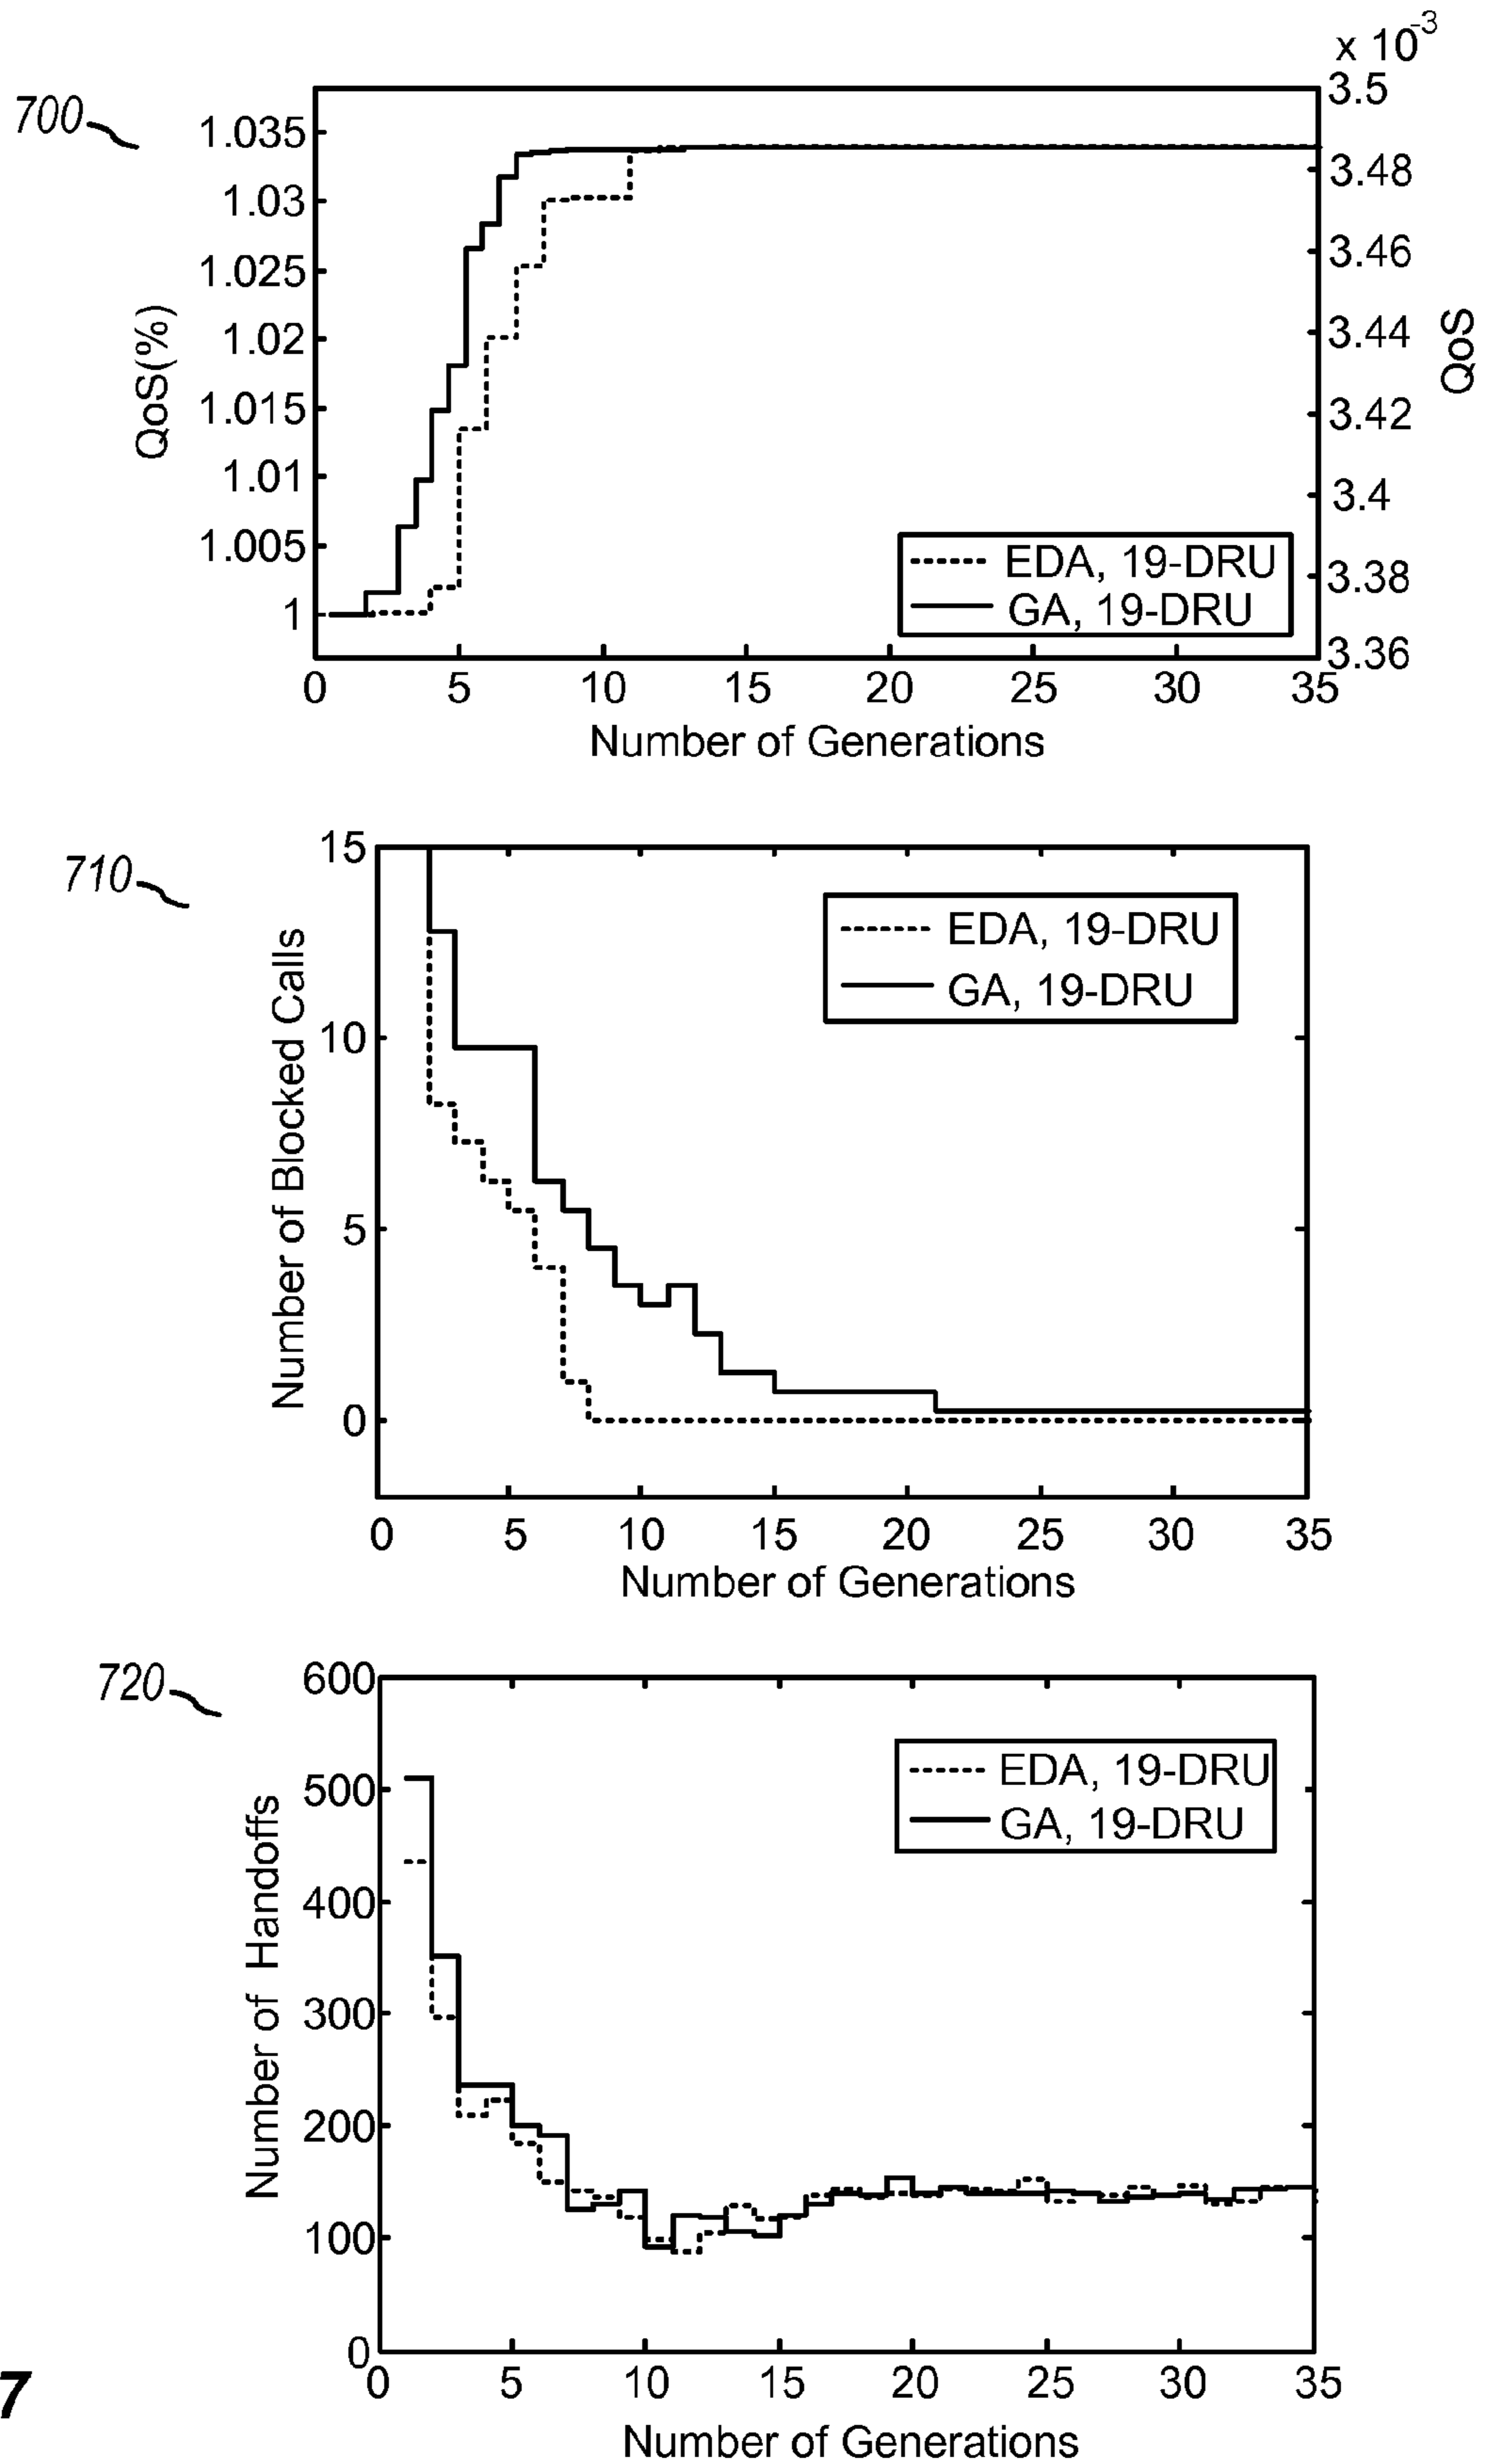 x 10⁻³
700
1.035
1.03
1.025
1.02
1.015
1.01
1.005
1
QoS(%)
3.5
3.48
3.46
3.44
3.42
3.4
3.38
3.36
QoS
EDA, 19-DRU
GA, 19-DRU
0 5 10 15 20 25 30 35
Number of Generations
710
15
10
5
0
Number of Blocked Calls
EDA, 19-DRU
GA, 19-DRU
0 5 10 15 20 25 30 35
Number of Generations
720
600
500
400
300
200
100
0
Number of Handoffs
EDA, 19-DRU
GA, 19-DRU
0 5 10 15 20 25 30 35
Number of Generations
7